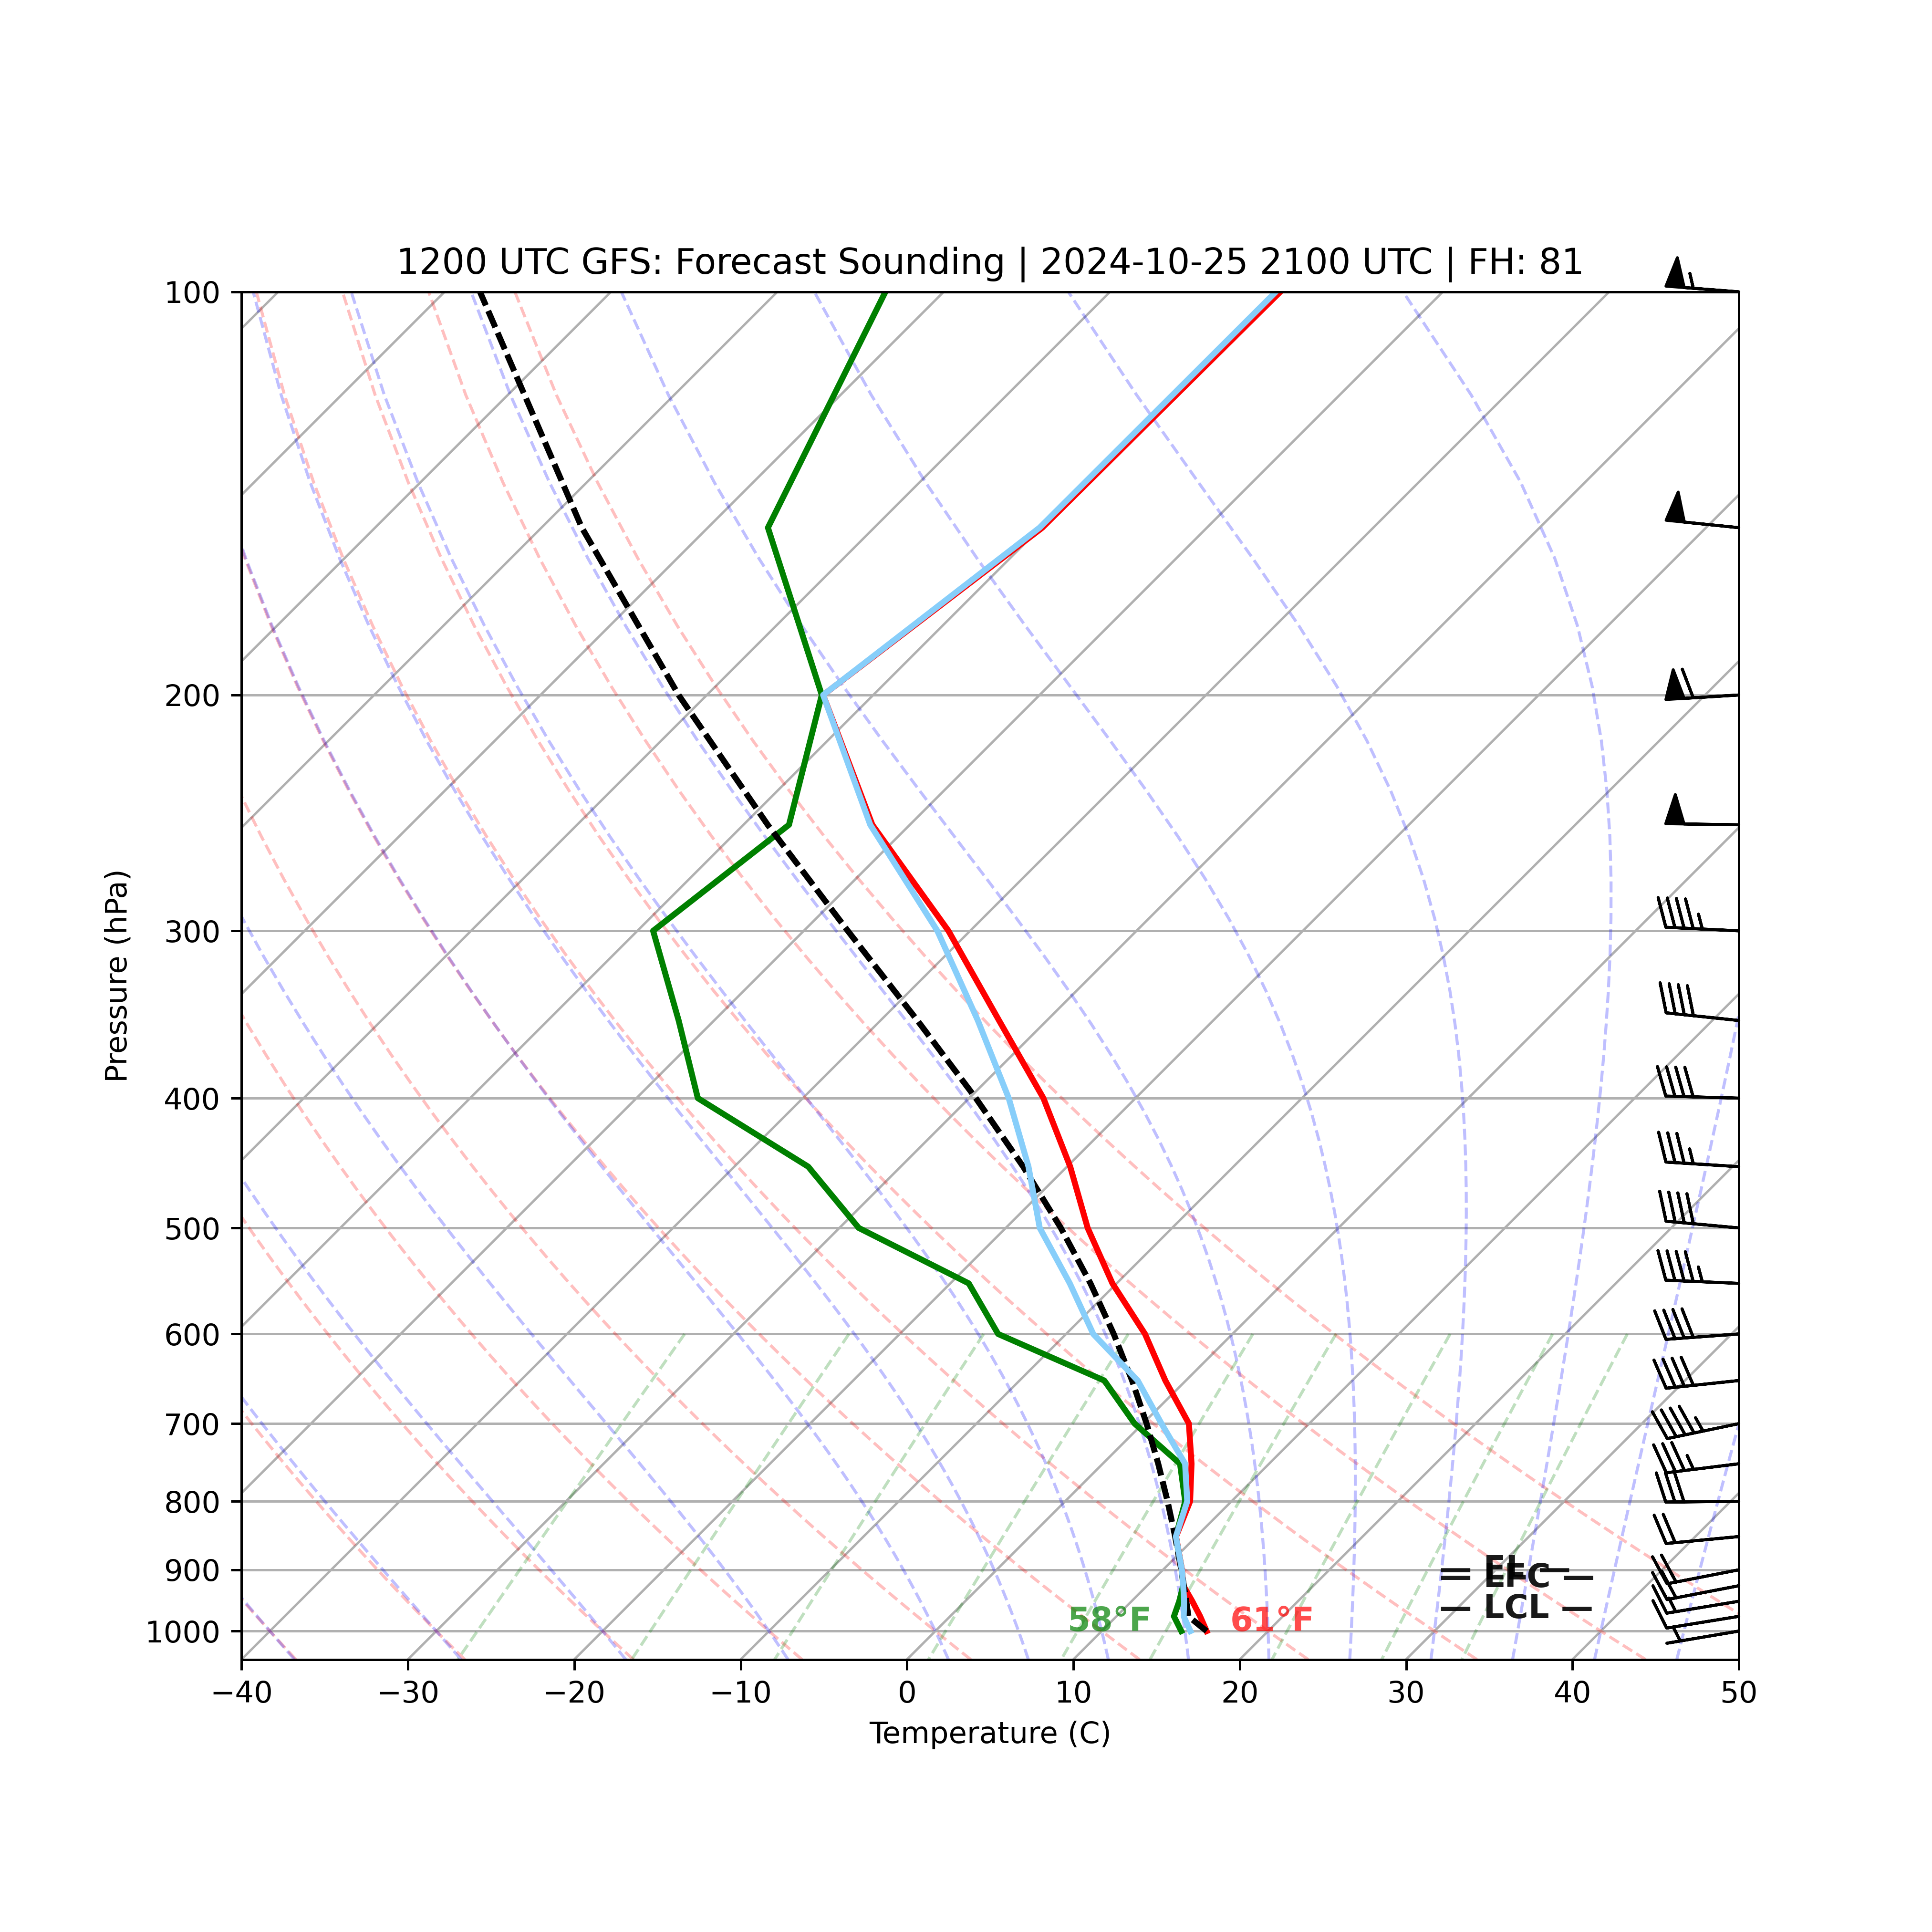 1200 UTC GFS: Forecast Sounding | 2024-10-25 2100 UTC | FH: 81
100
200
300
400
500
600
700
800
900
1000
Pressure (hPa)
— LCL —
58°F
61°F
−40 −30 −20 −10 0 10 20 30 40 50
Temperature (C)